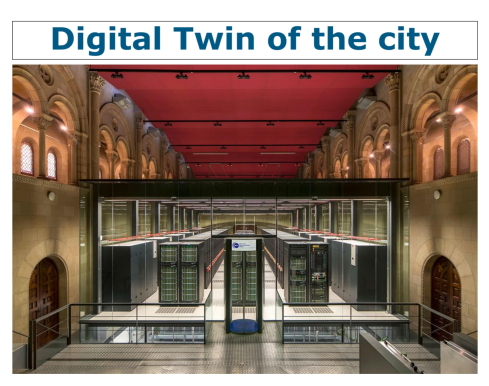 Digital Twin of the city